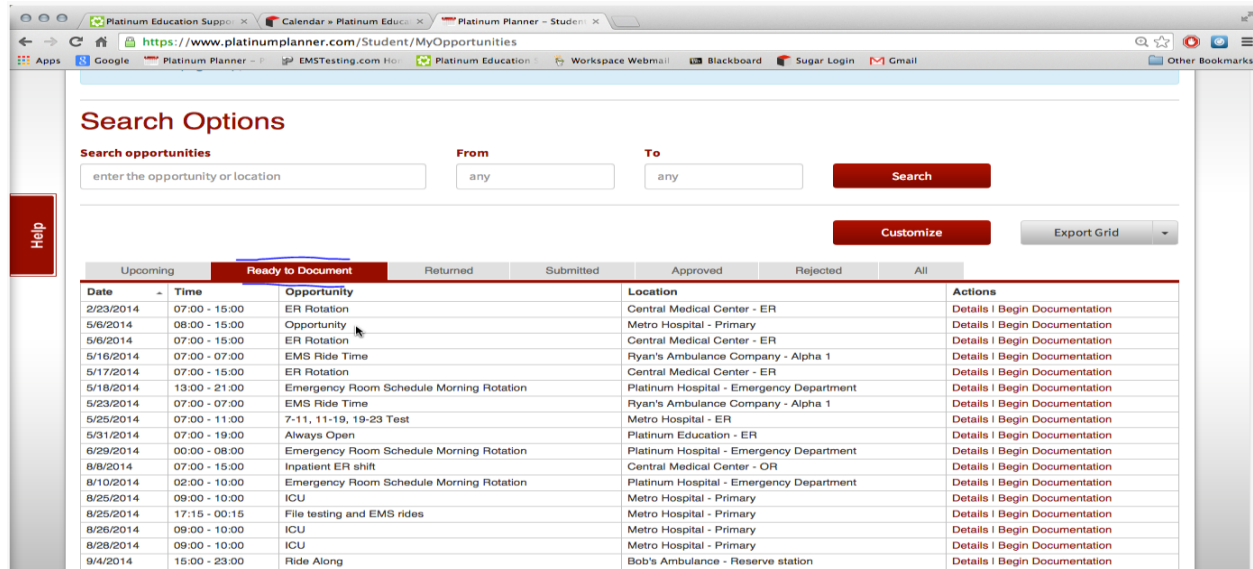 Platinum Education Suppo
Calendar » Platinum Educa
Platinum Planner – Studen
https://www.platinumplanner.com/Student/MyOpportunities
Apps Google Platinum Planner – P EMSTesting.com Hor Platinum Education S Workspace Webmail Blackboard Sugar Login Gmail Other Bookmarks
Search Options
Search opportunities From To
enter the opportunity or location any any Search
Help
Customize Export Grid
Upcoming Ready to Document Returned Submitted Approved Rejected All
Date Time Opportunity Location Actions
2/23/2014 07:00 - 15:00 ER Rotation Central Medical Center - ER Details | Begin Documentation
5/6/2014 08:00 - 15:00 Opportunity Metro Hospital - Primary Details | Begin Documentation
5/6/2014 07:00 - 15:00 ER Rotation Central Medical Center - ER Details | Begin Documentation
5/16/2014 07:00 - 07:00 EMS Ride Time Ryan's Ambulance Company - Alpha 1 Details | Begin Documentation
5/17/2014 07:00 - 15:00 ER Rotation Central Medical Center - ER Details | Begin Documentation
5/18/2014 13:00 - 21:00 Emergency Room Schedule Morning Rotation Platinum Hospital - Emergency Department Details | Begin Documentation
5/23/2014 07:00 - 07:00 EMS Ride Time Ryan's Ambulance Company - Alpha 1 Details | Begin Documentation
5/25/2014 07:00 - 11:00 7-11, 11-19, 19-23 Test Metro Hospital - ER Details | Begin Documentation
5/31/2014 07:00 - 19:00 Always Open Platinum Education - ER Details | Begin Documentation
6/29/2014 00:00 - 08:00 Emergency Room Schedule Morning Rotation Platinum Hospital - Emergency Department Details | Begin Documentation
8/8/2014 07:00 - 15:00 Inpatient ER shift Central Medical Center - OR Details | Begin Documentation
8/10/2014 02:00 - 10:00 Emergency Room Schedule Morning Rotation Platinum Hospital - Emergency Department Details | Begin Documentation
8/25/2014 09:00 - 10:00 ICU Metro Hospital - Primary Details | Begin Documentation
8/25/2014 17:15 - 00:15 File testing and EMS rides Metro Hospital - Primary Details | Begin Documentation
8/26/2014 09:00 - 10:00 ICU Metro Hospital - Primary Details | Begin Documentation
8/28/2014 09:00 - 10:00 ICU Metro Hospital - Primary Details | Begin Documentation
9/4/2014 15:00 - 23:00 Ride Along Bob's Ambulance - Reserve station Details | Begin Documentation